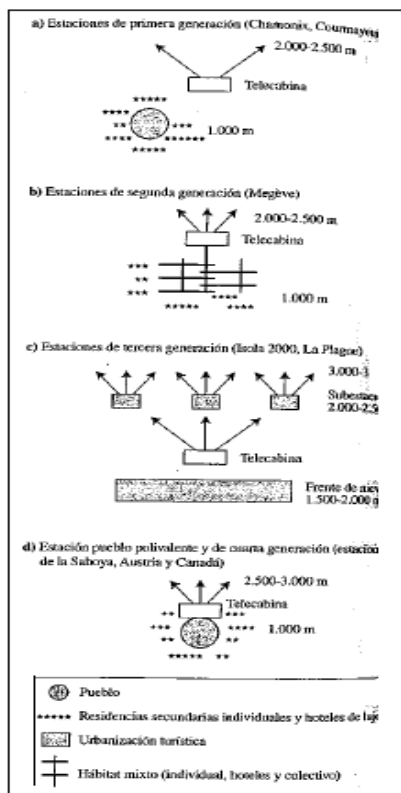 a) Estaciones de primera generación (Chamonix, Courmayeu
2.000-2.500 m
Telecabina
1.000 m
b) Estaciones de segunda generación (Megève)
2.000-2.500 m
Telecabina
1.000 m
c) Estaciones de tercera generación (Isola 2000, La Plagne)
3.000-3
Subestac
2.000-2.5
Telecabina
Frente de niev
1.500-2.000
d) Estación pueblo polivalente y de cuarta generación (estacion
de la Saboya, Austria y Canadá)
2.500-3.000 m
Telecabina
1.000 m
Pueblo
Residencias secundarias individuales y hoteles de lujo
Urbanización turística
Hábitat mixto (individual, hoteles y colectivo)